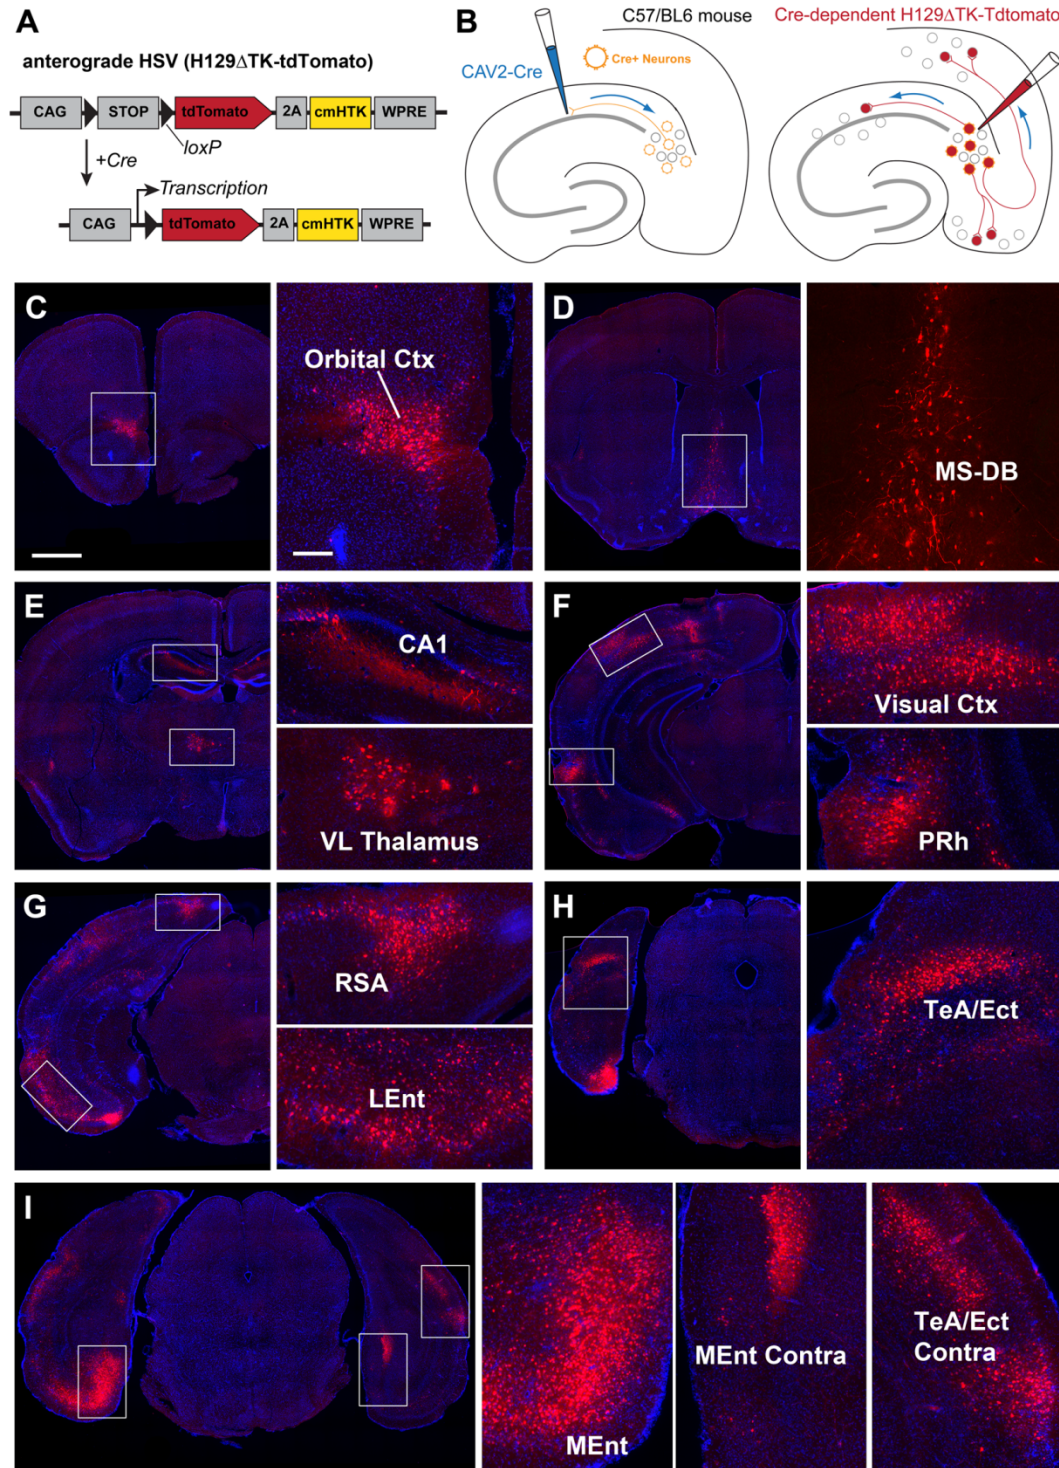 A
anterograde HSV (H129ΔTK-tdTomato)
CAG
STOP
tdTomato
2A
cmHTK
WPRE
loxP
+Cre
Transcription
CAG
tdTomato
2A
cmHTK
WPRE
B
C57/BL6 mouse
Cre-dependent H129ΔTK-Tdtomato
CAV2-Cre
Cre+ Neurons
C
Orbital Ctx
D
MS-DB
E
CA1
VL Thalamus
F
Visual Ctx
PRh
G
RSA
LEnt
H
TeA/Ect
I
MEnt
MEnt Contra
TeA/Ect
Contra